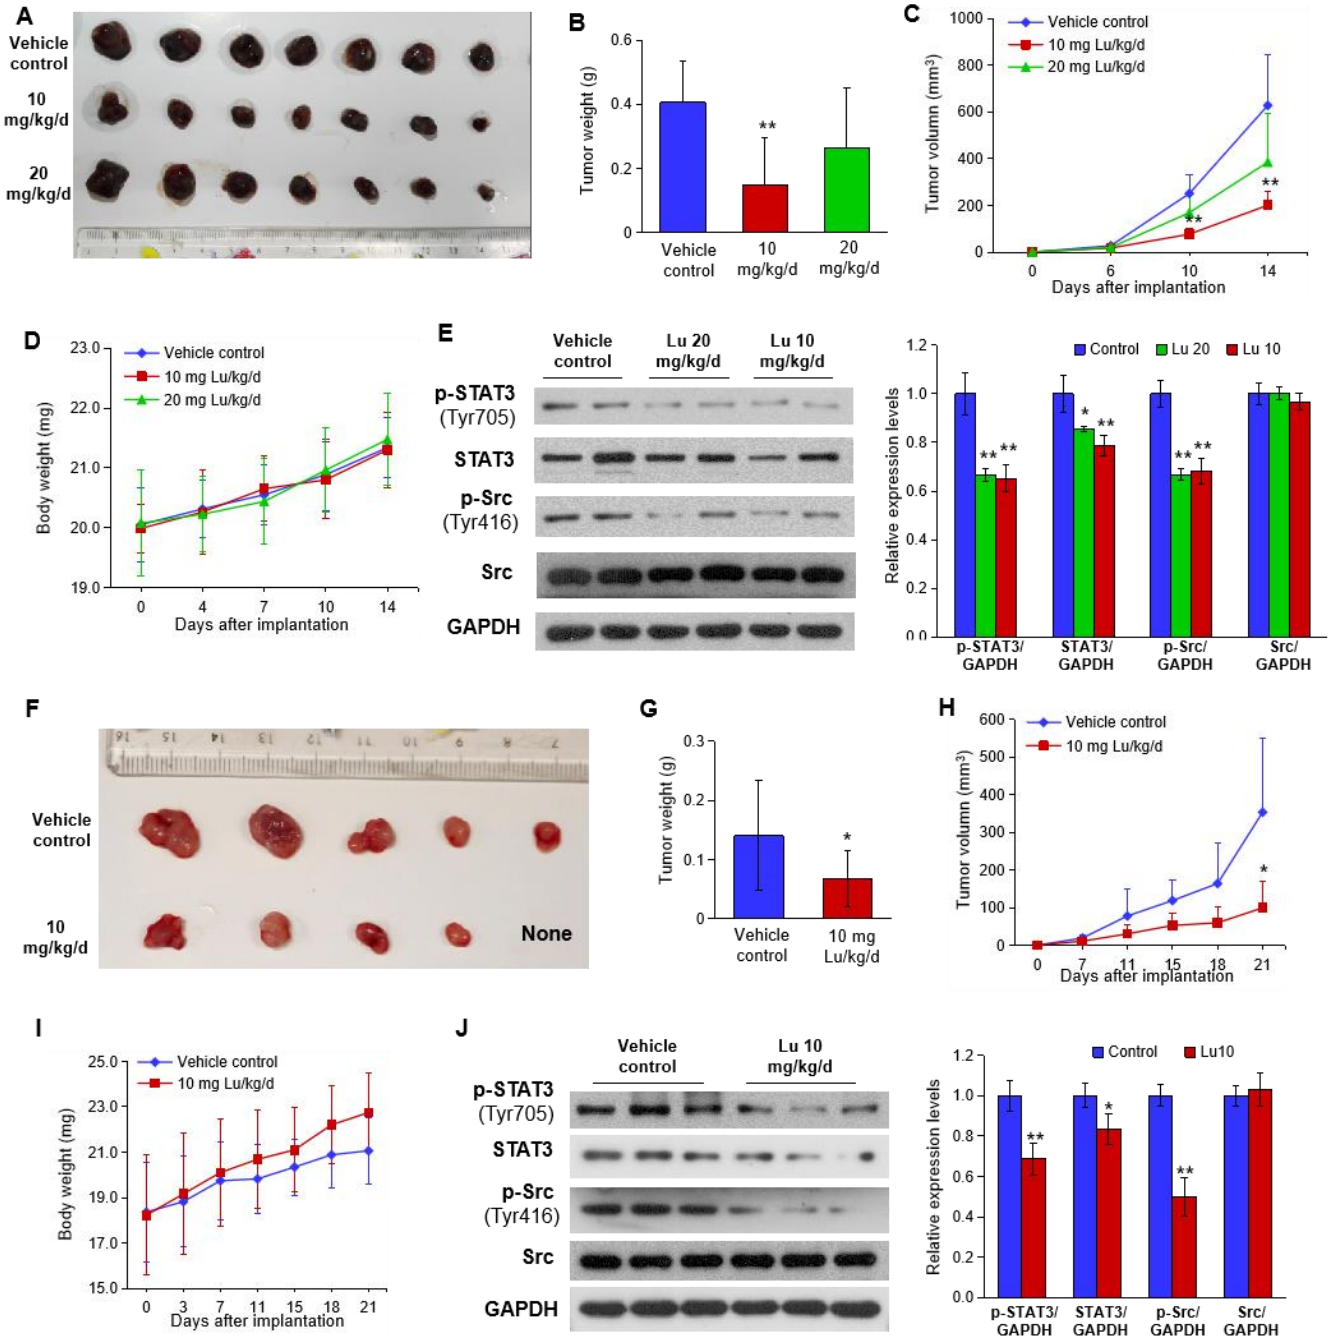 A
Vehicle
control
10
mg/kg/d
20
mg/kg/d
B
Tumor weight (g)
0.6
0.4
0.2
0
**
Vehicle
control
10
mg/kg/d
20
mg/kg/d
C
Tumor volumn (mm³)
1000
800
600
400
200
0
Vehicle control
10 mg Lu/kg/d
20 mg Lu/kg/d
**
**
0 6 10 14
Days after implantation
D
Body weight (mg)
23.0
22.0
21.0
20.0
19.0
Vehicle control
10 mg Lu/kg/d
20 mg Lu/kg/d
0 4 7 10 14
Days after implantation
E
Vehicle
control
Lu 20
mg/kg/d
Lu 10
mg/kg/d
p-STAT3
(Tyr705)
STAT3
p-Src
(Tyr416)
Src
GAPDH
Relative expression levels
1.2
1.0
0.8
0.6
0.4
0.2
0.0
Control Lu 20 Lu 10
** ** * ** ** **
p-STAT3/
GAPDH
STAT3/
GAPDH
p-Src/
GAPDH
Src/
GAPDH
F
16 15 14 13 12 11 10 9 8 7
Vehicle
control
10
mg/kg/d
None
G
Tumor weight (g)
0.3
0.2
0.1
0
*
Vehicle
control
10 mg
Lu/kg/d
H
Tumor volumn (mm³)
600
500
400
300
200
100
0
Vehicle control
10 mg Lu/kg/d
*
0 7 11 15 18 21
Days after implantation
I
Body weight (mg)
25.0
23.0
21.0
19.0
17.0
15.0
Vehicle control
10 mg Lu/kg/d
0 3 7 11 15 18 21
Days after implantation
J
Vehicle
control
Lu 10
mg/kg/d
p-STAT3
(Tyr705)
STAT3
p-Src
(Tyr416)
Src
GAPDH
Relative expression levels
1.2
1.0
0.8
0.6
0.4
0.2
0.0
Control Lu10
** * **
p-STAT3/
GAPDH
STAT3/
GAPDH
p-Src/
GAPDH
Src/
GAPDH